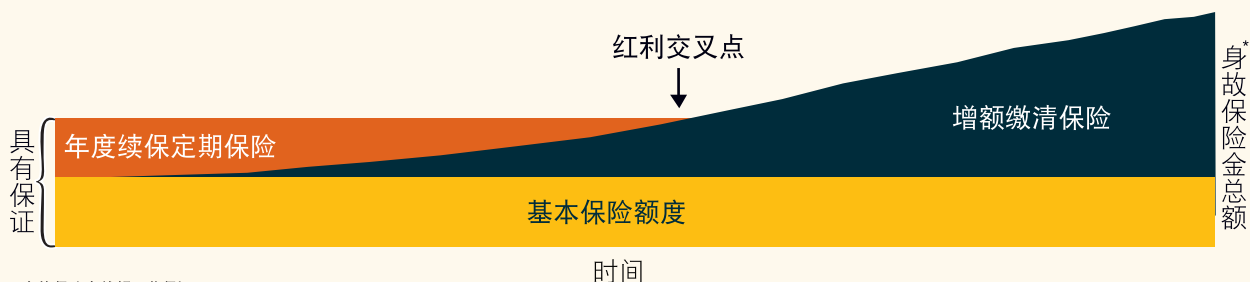 红利交叉点
年度续保定期保险
增额缴清保险
具有保证
身故保险金总额*
基本保险额度
时间